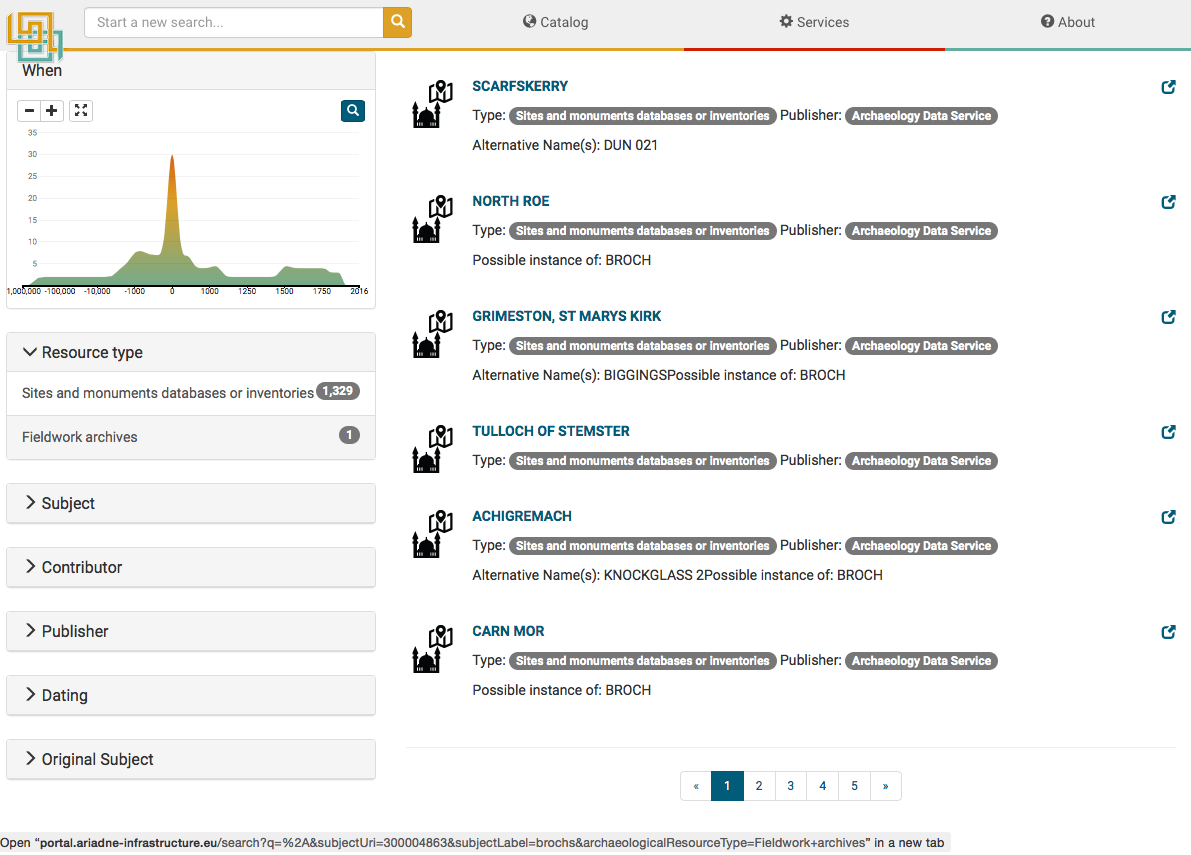 Start a new search...
Catalog
Services
About
When
35
30
25
20
15
10
5
1,000,000 -100,000 -10,000 -1000 0 1000 1250 1500 1750 2016
Resource type
Sites and monuments databases or inventories 1,329
Fieldwork archives 1
Subject
Contributor
Publisher
Dating
Original Subject
SCARFSKERRY
Type: Sites and monuments databases or inventories Publisher: Archaeology Data Service
Alternative Name(s): DUN 021
NORTH ROE
Type: Sites and monuments databases or inventories Publisher: Archaeology Data Service
Possible instance of: BROCH
GRIMESTON, ST MARYS KIRK
Type: Sites and monuments databases or inventories Publisher: Archaeology Data Service
Alternative Name(s): BIGGINGSPossible instance of: BROCH
TULLOCH OF STEMSTER
Type: Sites and monuments databases or inventories Publisher: Archaeology Data Service
ACHIGREMACH
Type: Sites and monuments databases or inventories Publisher: Archaeology Data Service
Alternative Name(s): KNOCKGLASS 2Possible instance of: BROCH
CARN MOR
Type: Sites and monuments databases or inventories Publisher: Archaeology Data Service
Possible instance of: BROCH
« 1 2 3 4 5 »
Open “portal.ariadne-infrastructure.eu/search?q=%2A&subjectUri=300004863&subjectLabel=brochs&archaeologicalResourceType=Fieldwork+archives” in a new tab